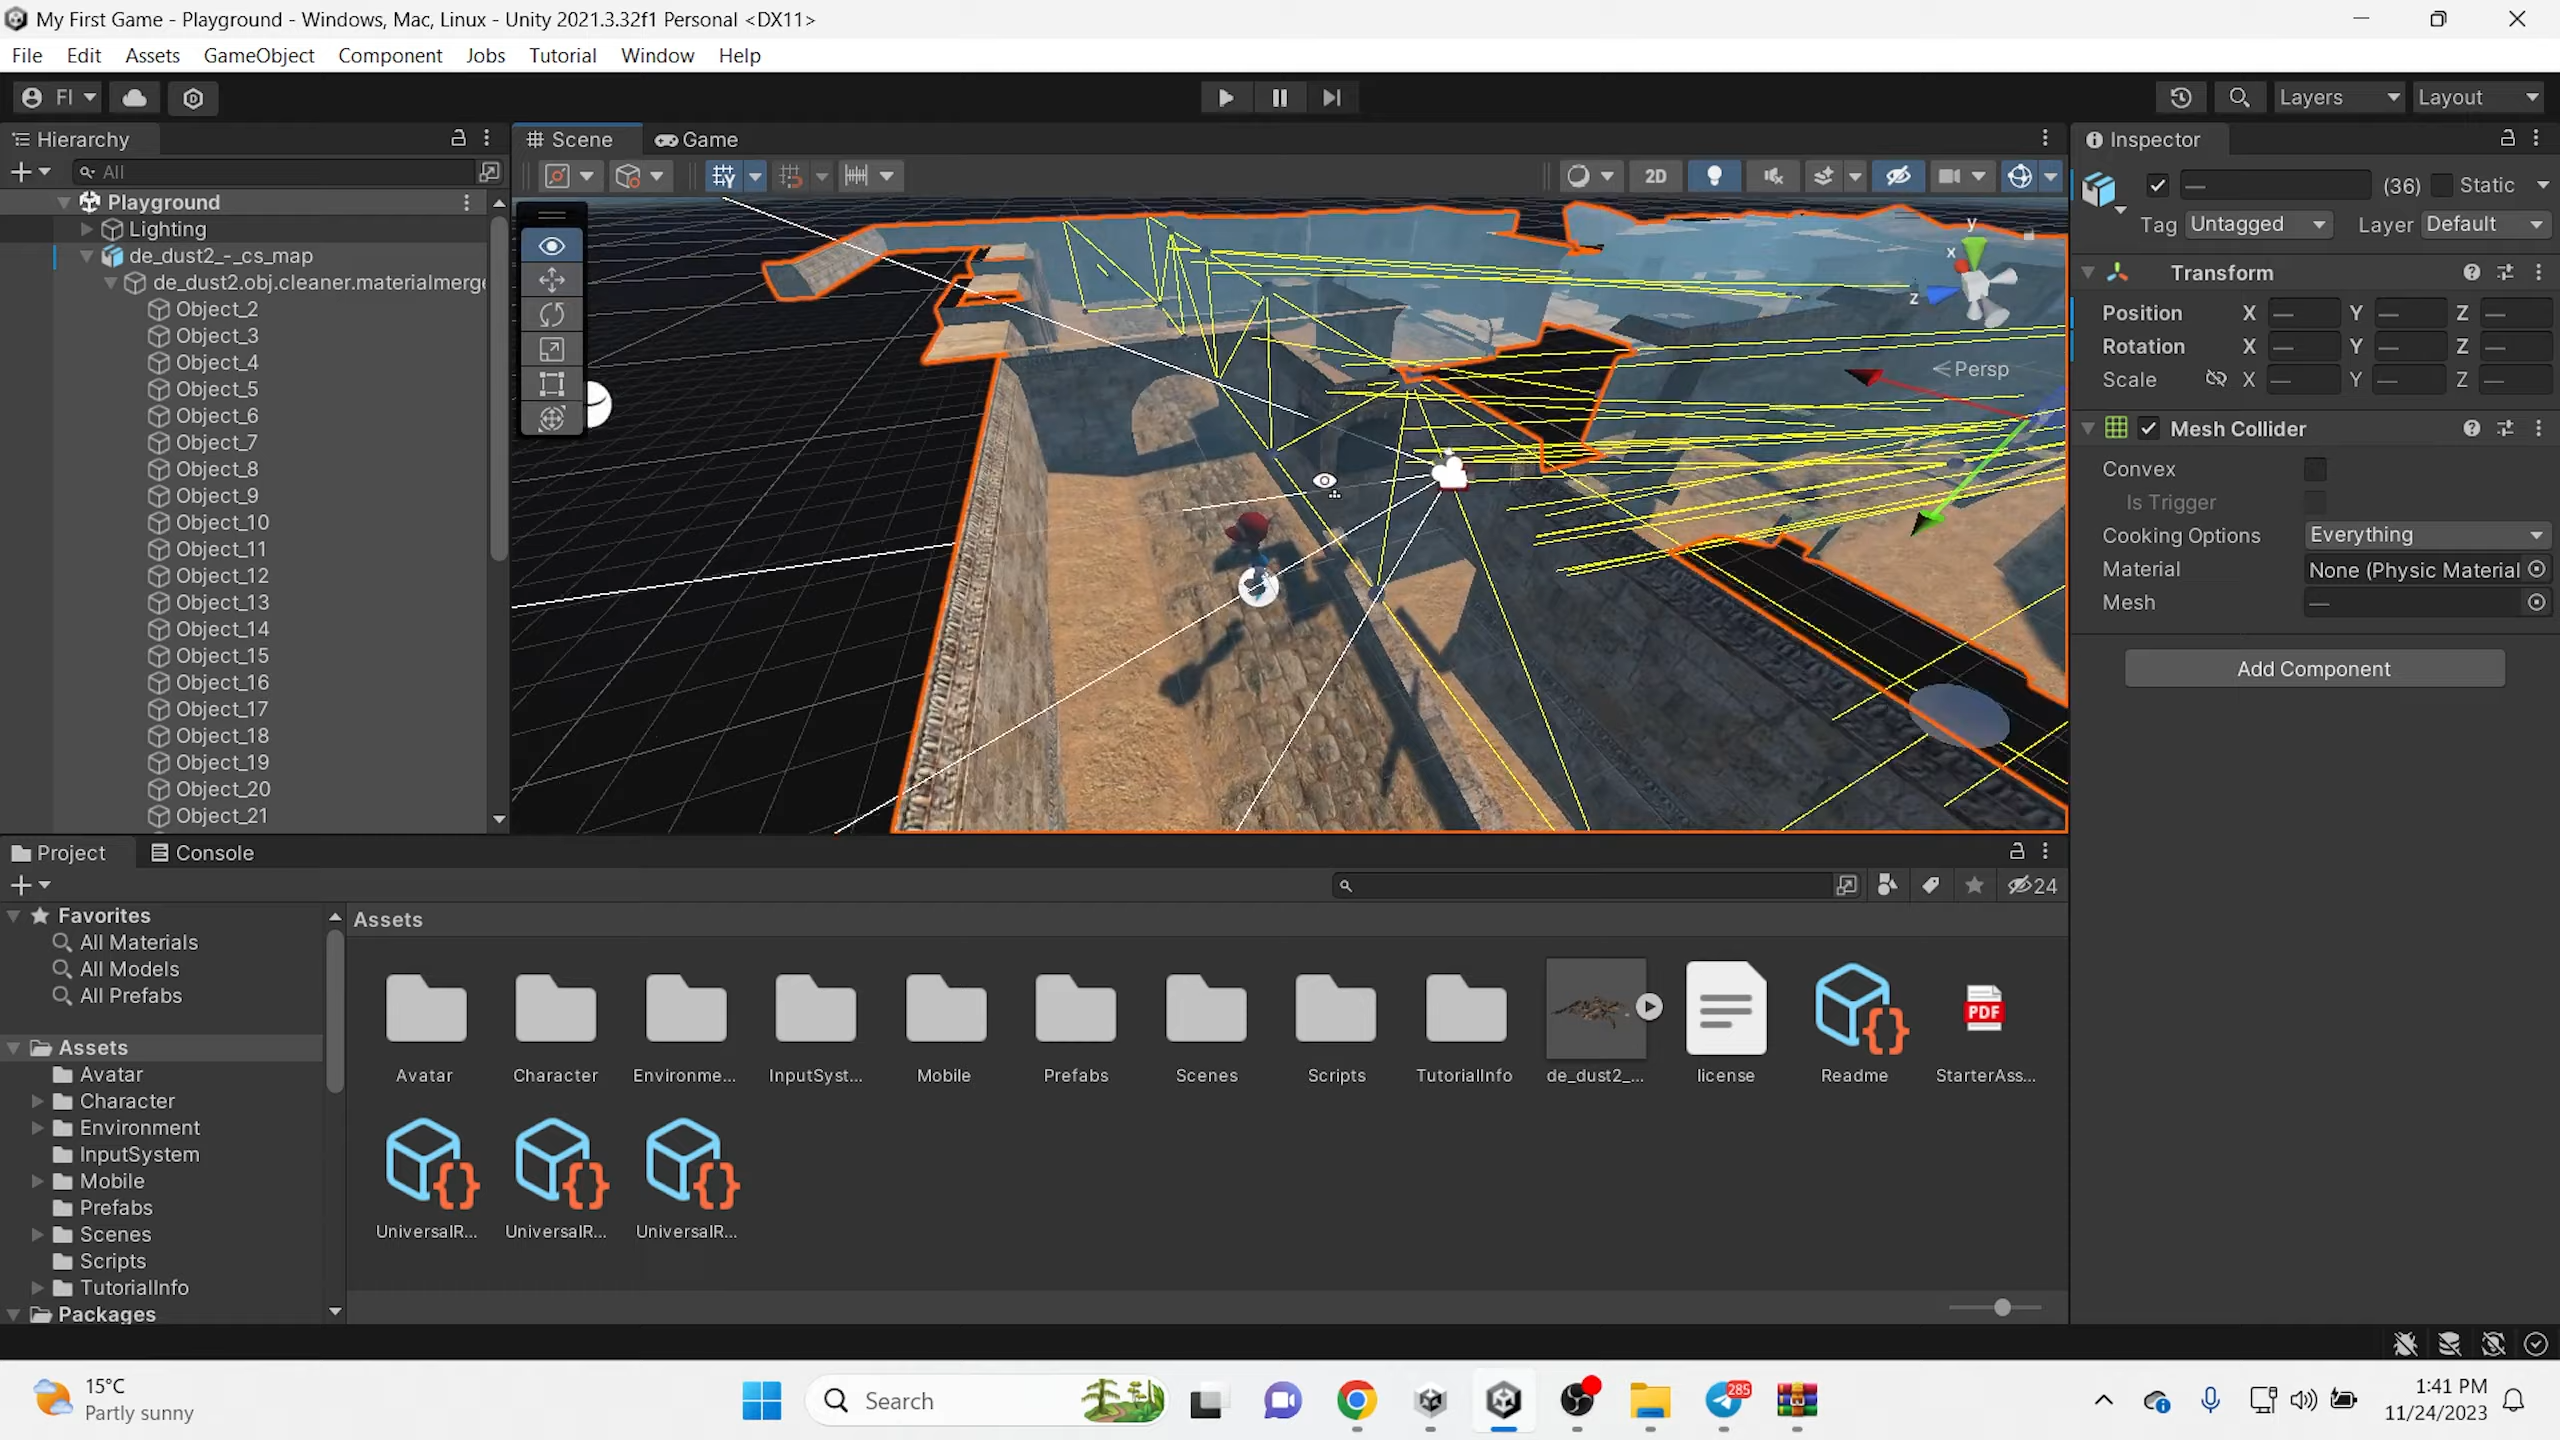 My First Game - Playground - Windows, Mac, Linux - Unity 2021.3.32f1 Personal <DX11>
File Edit Assets GameObject Component Jobs Tutorial Window Help
FI Layers Layout
Hierarchy
All
Playground
Lighting
de_dust2_-_cs_map
de_dust2.obj.cleaner.materialmerge
Object_2
Object_3
Object_4
Object_5
Object_6
Object_7
Object_8
Object_9
Object_10
Object_11
Object_12
Object_13
Object_14
Object_15
Object_16
Object_17
Object_18
Object_19
Object_20
Object_21
Scene Game
2D
y
x
z
Persp
Inspector
— (36) Static
Tag Untagged Layer Default
Transform
Position X — Y — Z —
Rotation X — Y — Z —
Scale X — Y — Z —
Mesh Collider
Convex
Is Trigger
Cooking Options Everything
Material None (Physic Material
Mesh —
Add Component
Project Console
24
Favorites
All Materials
All Models
All Prefabs
Assets
Avatar
Character
Environment
InputSystem
Mobile
Prefabs
Scenes
Scripts
TutorialInfo
Packages
Assets
Avatar Character Environme... InputSyst... Mobile Prefabs Scenes Scripts TutorialInfo de_dust2_... license Readme StarterAss...
PDF
UniversalR... UniversalR... UniversalR...
15°C
Partly sunny
Search
285
1:41 PM
11/24/2023